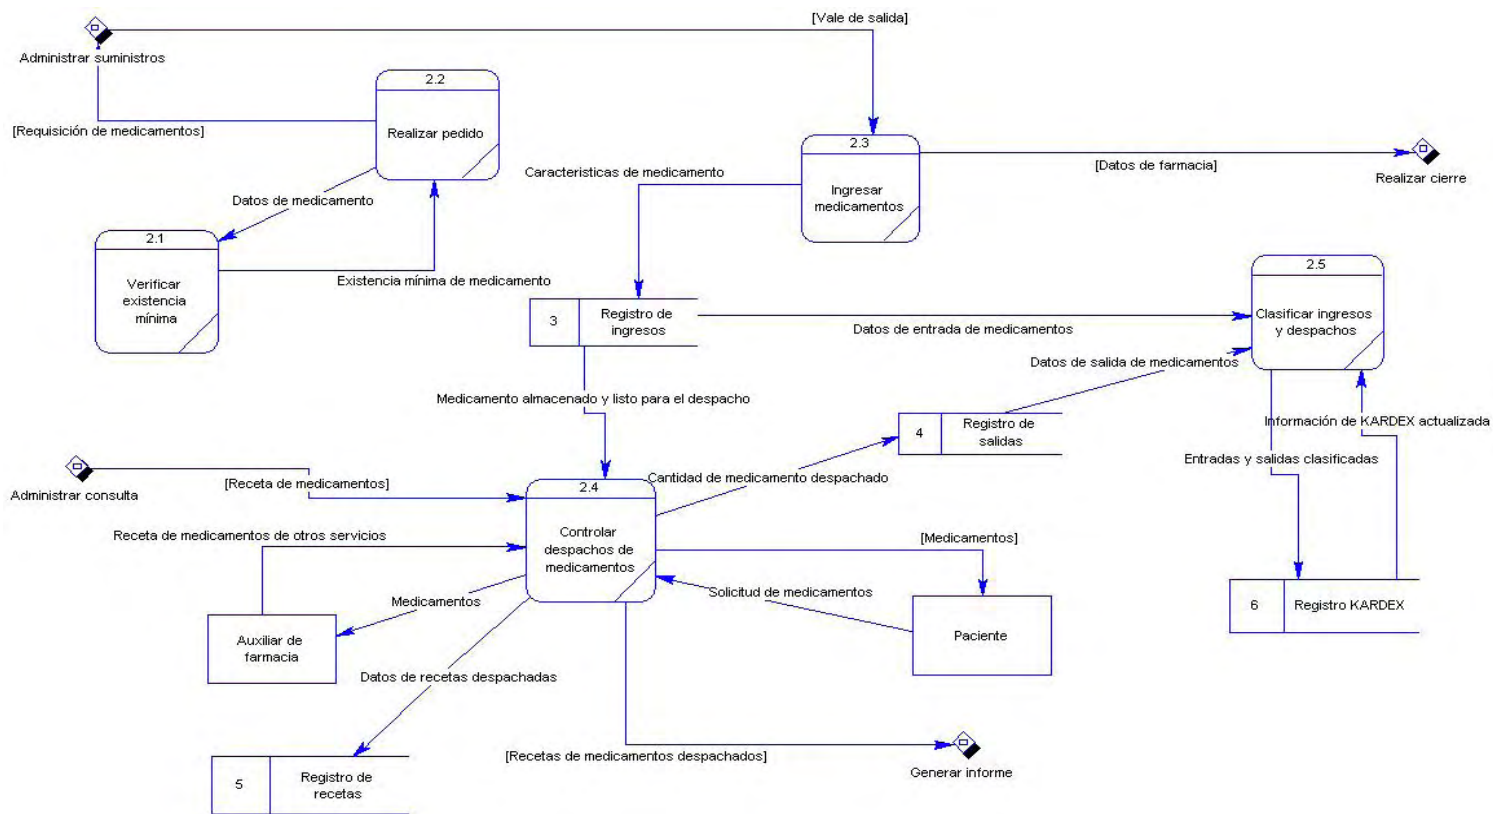 [Vale de salida]
Administrar suministros
2.2
Realizar pedido
[Requisición de medicamentos]
2.3
Ingresar
medicamentos
[Datos de farmacia]
Realizar cierre
Caracteristicas de medicamento
Datos de medicamento
2.1
Verificar
existencia
mínima
Existencia mínima de medicamento
2.5
Clasificar ingresos
y despachos
3
Registro de
ingresos
Datos de entrada de medicamentos
Datos de salida de medicamentos
Medicamento almacenado y listo para el despacho
4
Registro de
salidas
Información de KARDEX actualizada
Entradas y salidas clasificadas
Administrar consulta
[Receta de medicamentos]
2.4
Controlar
despachos de
medicamentos
Cantidad de medicamento despachado
Receta de medicamentos de otros servicios
[Medicamentos]
Medicamentos
Solicitud de medicamentos
6
Registro KARDEX
Auxiliar de
farmacia
Paciente
Datos de recetas despachadas
[Recetas de medicamentos despachados]
Generar informe
5
Registro de
recetas